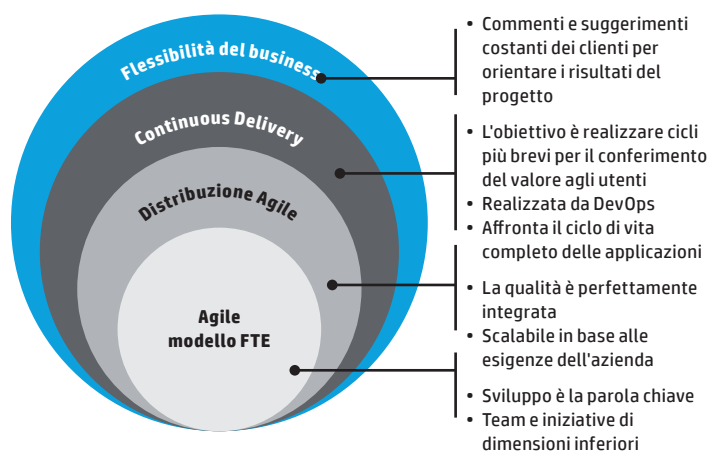 Flessibilità del business
Continuous Delivery
Distribuzione Agile
Agile
modello FTE
• Commenti e suggerimenti
costanti dei clienti per
orientare i risultati del
progetto
• L'obiettivo è realizzare cicli
più brevi per il conferimento
del valore agli utenti
• Realizzata da DevOps
• Affronta il ciclo di vita
completo delle applicazioni
• La qualità è perfettamente
integrata
• Scalabile in base alle
esigenze dell'azienda
• Sviluppo è la parola chiave
• Team e iniziative di
dimensioni inferiori